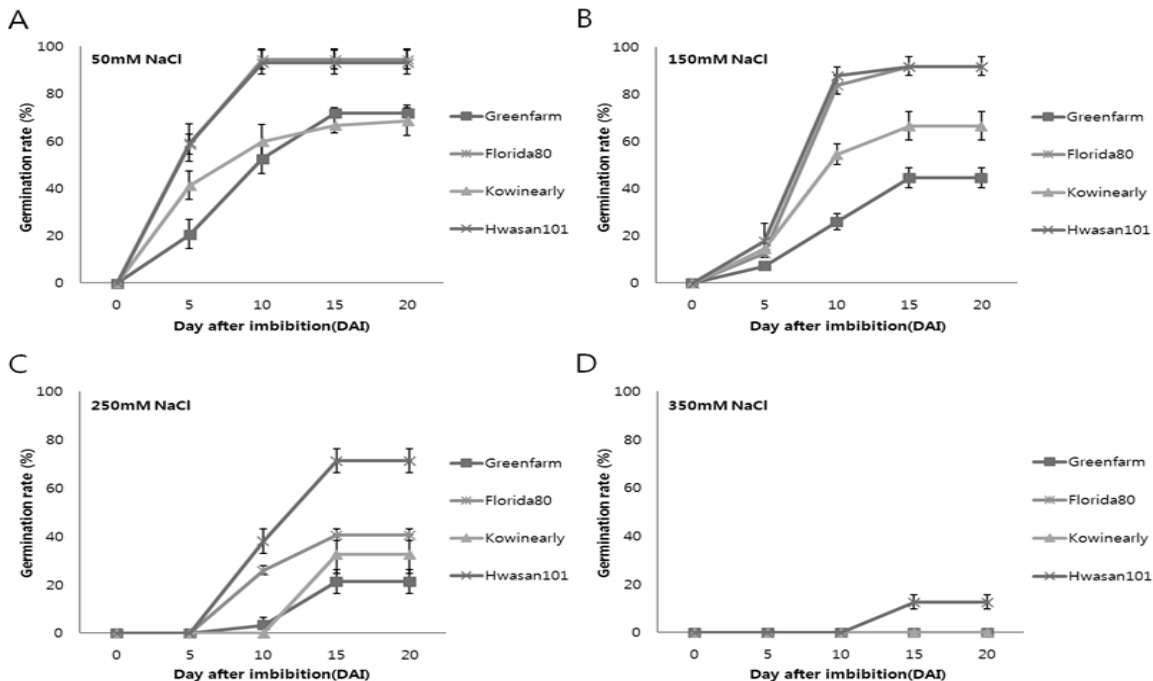 A
50mM NaCl
Germination rate (%)
100
80
60
40
20
0
0 5 10 15 20
Day after imbibition(DAI)
Greenfarm
Florida80
Kowinearly
Hwasan101
B
150mM NaCl
Germination rate (%)
100
80
60
40
20
0
0 5 10 15 20
Day after imbibition(DAI)
Greenfarm
Florida80
Kowinearly
Hwasan101
C
250mM NaCl
Germination rate (%)
100
80
60
40
20
0
0 5 10 15 20
Day after imbibition(DAI)
Greenfarm
Florida80
Kowinearly
Hwasan101
D
350mM NaCl
Germination rate (%)
100
80
60
40
20
0
0 5 10 15 20
Day after imbibition(DAI)
Greenfarm
Florida80
Kowinearly
Hwasan101